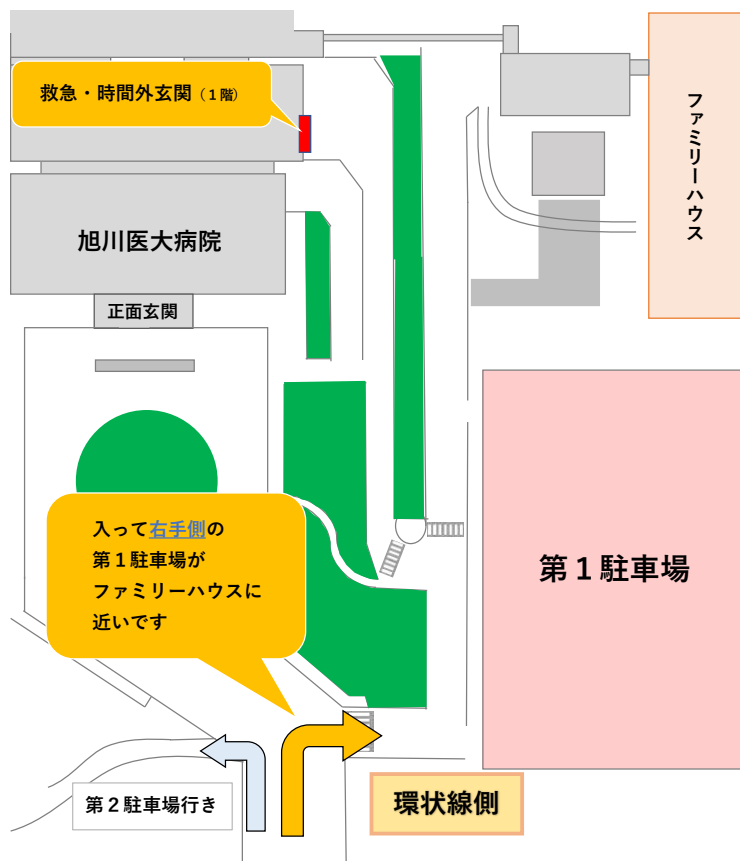 救急・時間外玄関（１階）
ファミリーハウス
旭川医大病院
正面玄関
入って右手側の
第１駐車場が
ファミリーハウスに
近いです
第１駐車場
第２駐車場行き
環状線側